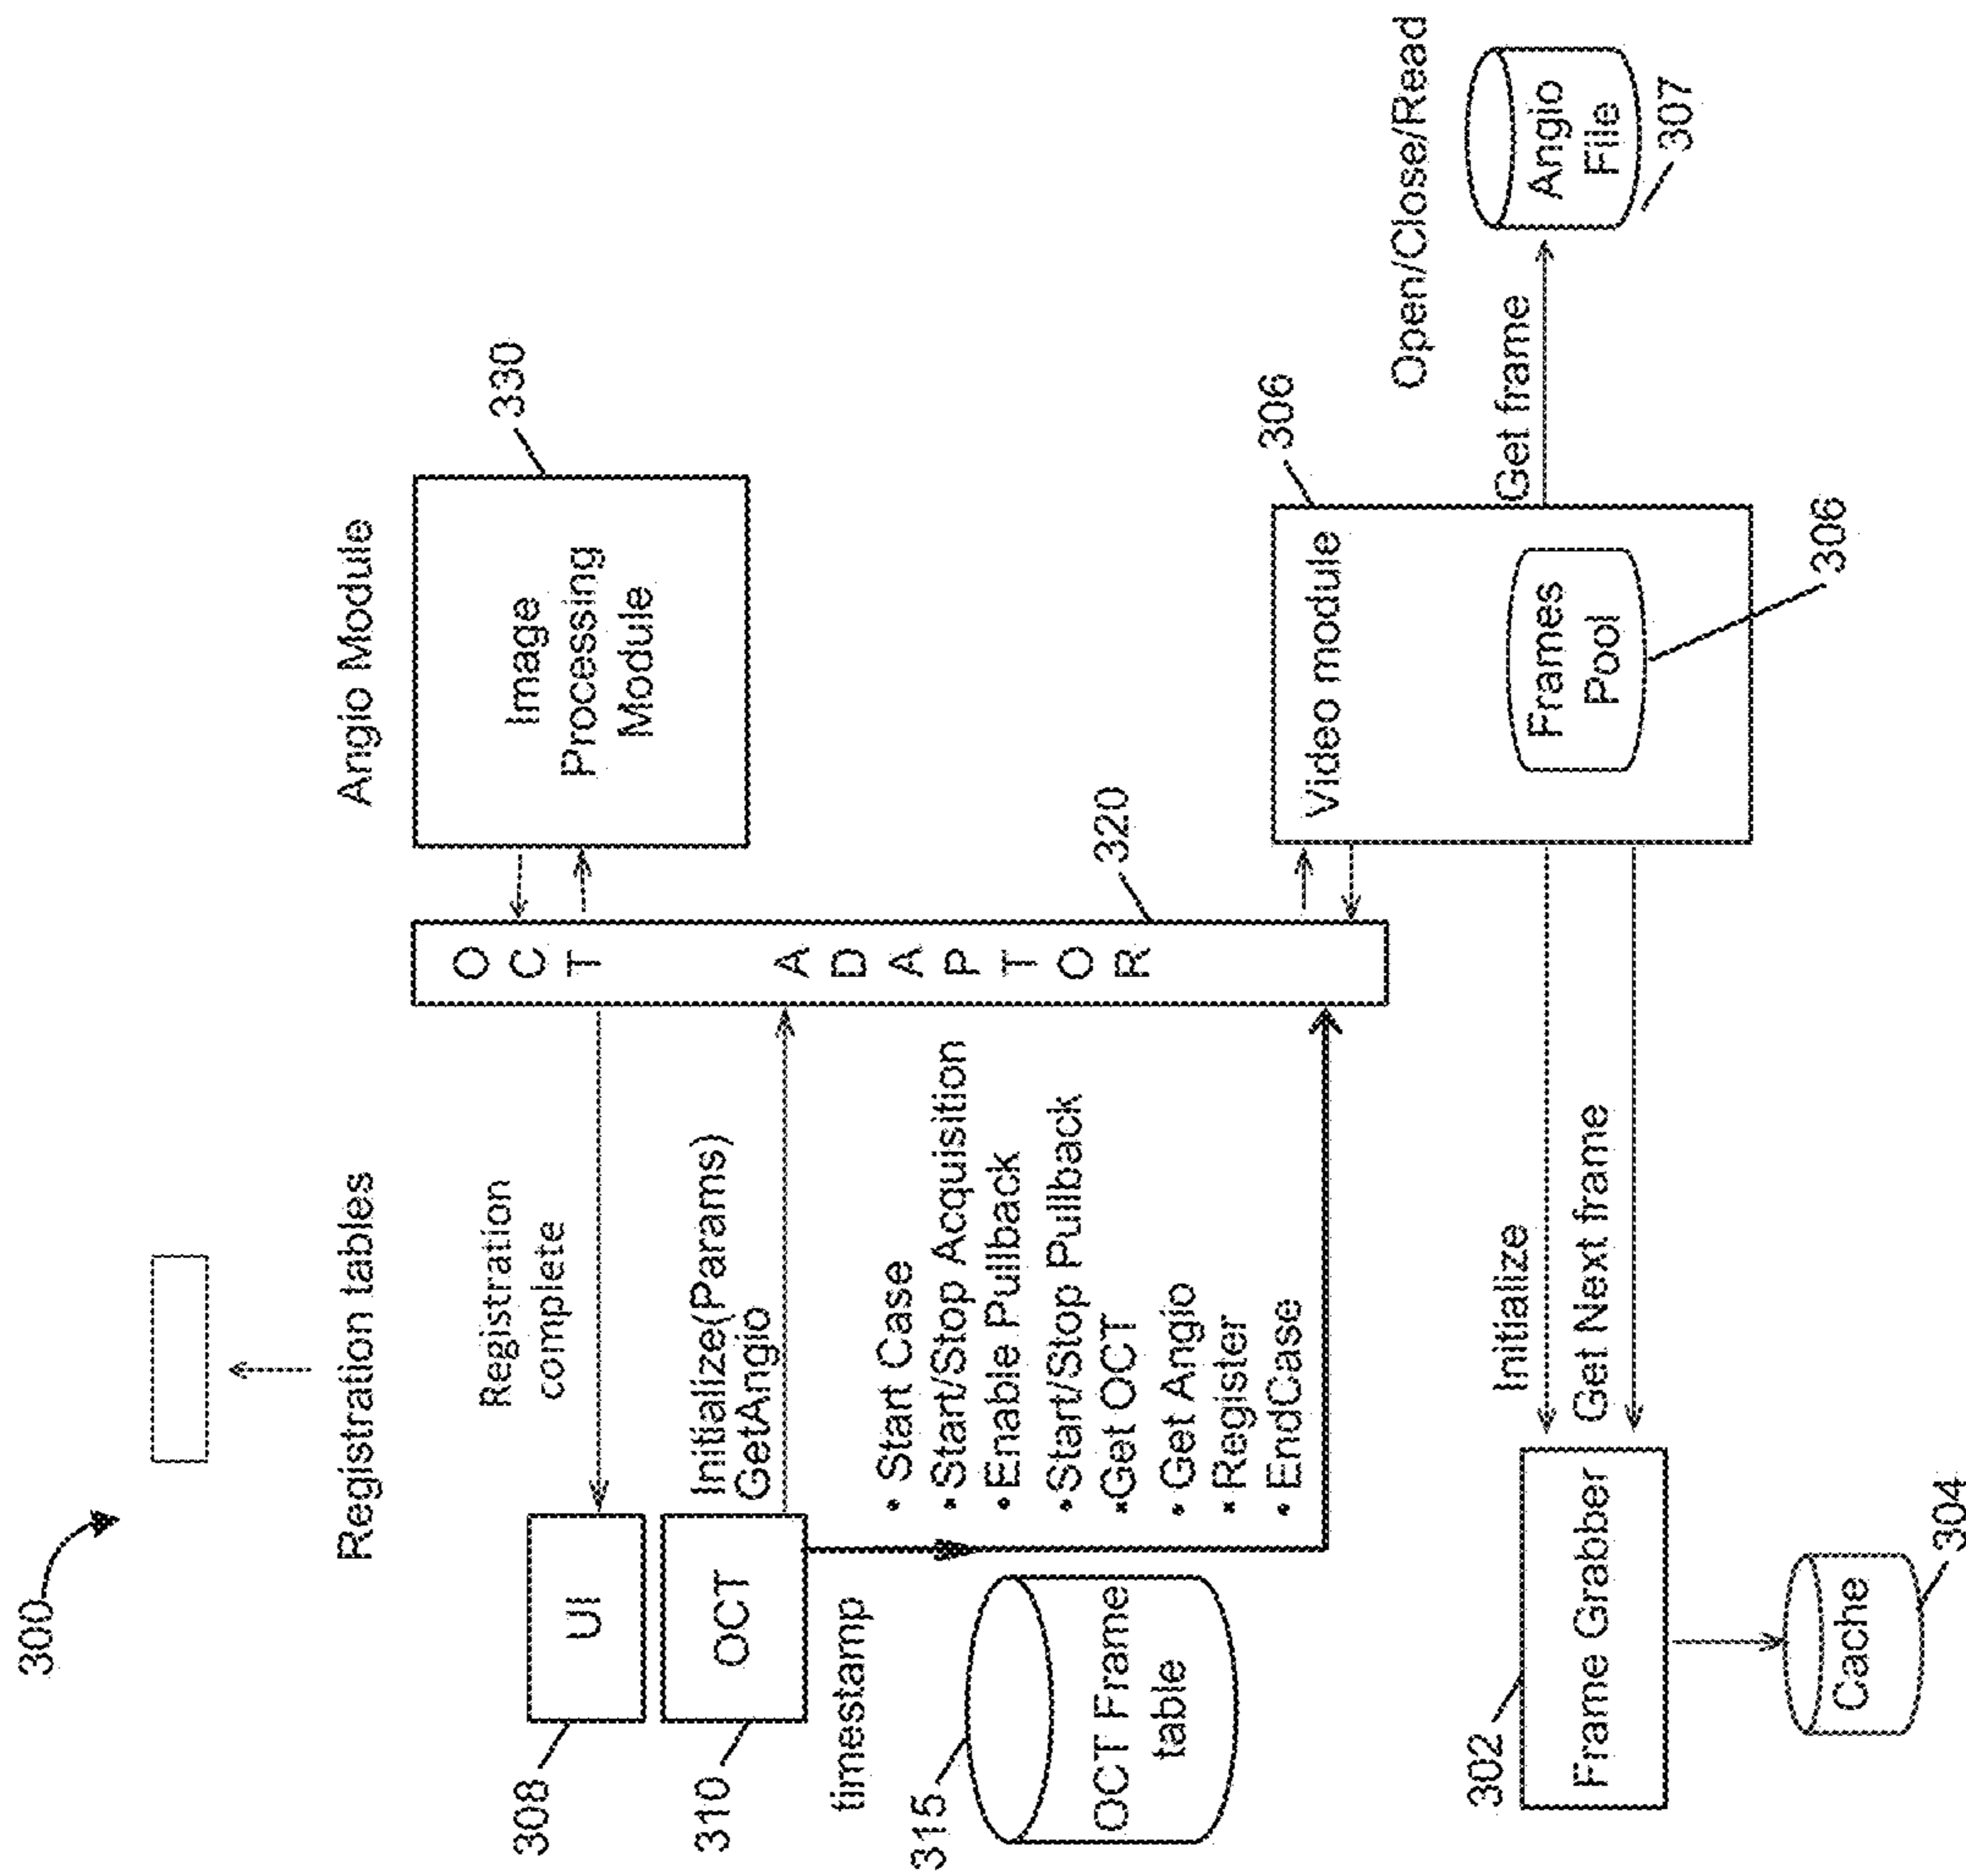 300
Registration tables
Angio Module
330
Image
Processing
Module
308
UI
Registration
complete
310
OCT
Initialize(Params)
GetAngio
OCT ADAPTOR
320
timestamp
• Start Case
• Start/Stop Acquisition
• Enable Pullback
• Start/Stop Pullback
• Get OCT
• Get Angio
• Register
• EndCase
315
OCT Frame
table
306
Video module
Frames
Pool
306
Open/Close/Read
Get frame
Angio
File
307
Initialize
Get Next frame
302
Frame Grabber
Cache
304